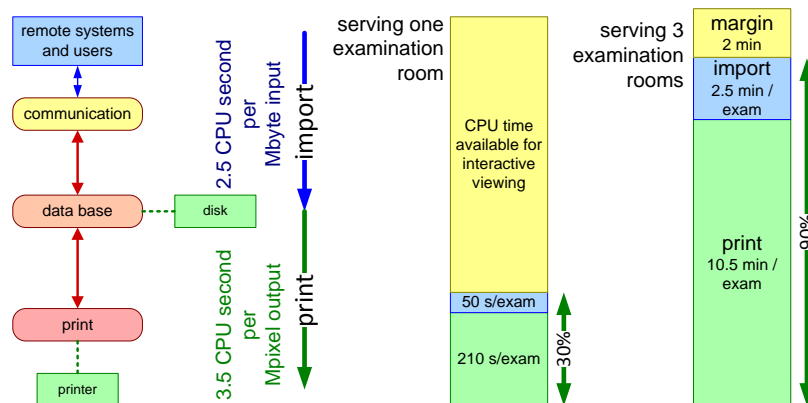 remote systems
and users
communication
data base
disk
print
printer
2.5 CPU second
per
Mbyte input
import
3.5 CPU second
per
Mpixel output
print
serving one
examination
room
CPU time
available for
interactive
viewing
50 s/exam
210 s/exam
30%
serving 3
examination
rooms
margin
2 min
import
2.5 min /
exam
print
10.5 min /
exam
90%